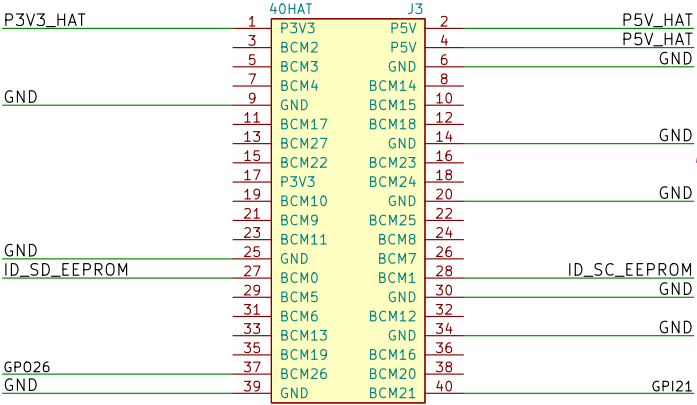 40HAT J3
P3V3_HAT 1 P3V3 P5V 2 P5V_HAT
3 BCM2 P5V 4 P5V_HAT
5 BCM3 GND 6 GND
7 BCM4 BCM14 8
GND 9 GND BCM15 10
11 BCM17 BCM18 12
13 BCM27 GND 14 GND
15 BCM22 BCM23 16
17 P3V3 BCM24 18
19 BCM10 GND 20 GND
21 BCM9 BCM25 22
23 BCM11 BCM8 24
GND 25 GND BCM7 26
ID_SD_EEPROM 27 BCM0 BCM1 28 ID_SC_EEPROM
29 BCM5 GND 30 GND
31 BCM6 BCM12 32
33 BCM13 GND 34 GND
35 BCM19 BCM16 36
GPO26 37 BCM26 BCM20 38
GND 39 GND BCM21 40 GPI21